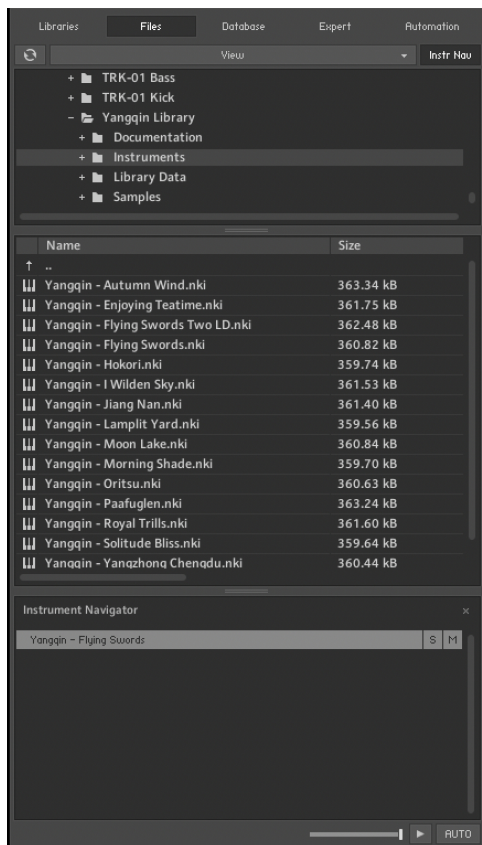 Libraries Files Database Expert Automation
View Instr Nav
+ TRK-01 Bass
+ TRK-01 Kick
- Yangqin Library
+ Documentation
+ Instruments
+ Library Data
+ Samples
Name Size
↑ ..
Yangqin - Autumn Wind.nki 363.34 kB
Yangqin - Enjoying Teatime.nki 361.75 kB
Yangqin - Flying Swords Two LD.nki 362.48 kB
Yangqin - Flying Swords.nki 360.82 kB
Yangqin - Hokori.nki 359.74 kB
Yangqin - I Wilden Sky.nki 361.53 kB
Yangqin - Jiang Nan.nki 361.40 kB
Yangqin - Lamplit Yard.nki 359.56 kB
Yangqin - Moon Lake.nki 360.84 kB
Yangqin - Morning Shade.nki 359.70 kB
Yangqin - Oritsu.nki 360.63 kB
Yangqin - Paafuglen.nki 363.24 kB
Yangqin - Royal Trills.nki 361.60 kB
Yangqin - Solitude Bliss.nki 359.64 kB
Yangqin - Yangzhong Chengdu.nki 360.44 kB
Instrument Navigator ×
Yangqin - Flying Swords S M
AUTO